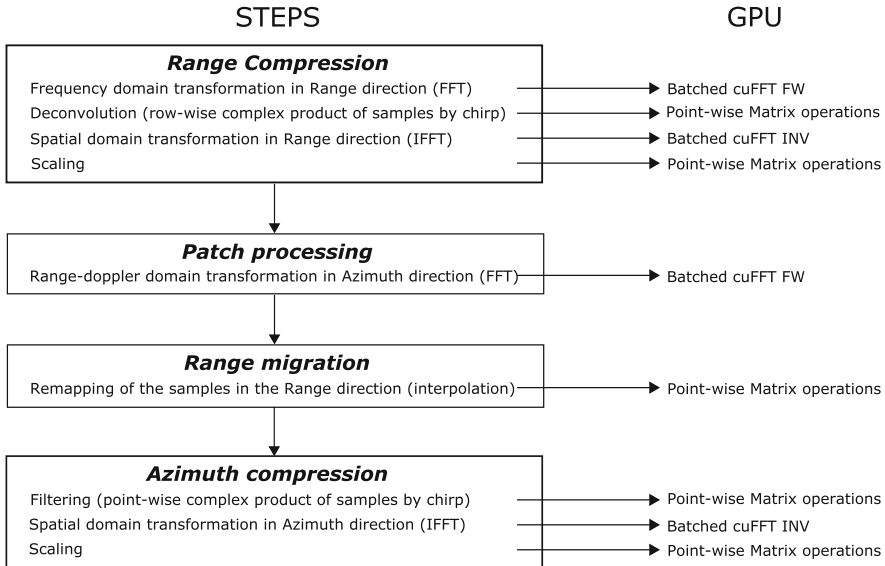 STEPS GPU
Range Compression
Frequency domain transformation in Range direction (FFT) Batched cuFFT FW
Deconvolution (row-wise complex product of samples by chirp) Point-wise Matrix operations
Spatial domain transformation in Range direction (IFFT) Batched cuFFT INV
Scaling Point-wise Matrix operations
Patch processing
Range-doppler domain transformation in Azimuth direction (FFT) Batched cuFFT FW
Range migration
Remapping of the samples in the Range direction (interpolation) Point-wise Matrix operations
Azimuth compression
Filtering (point-wise complex product of samples by chirp) Point-wise Matrix operations
Spatial domain transformation in Azimuth direction (IFFT) Batched cuFFT INV
Scaling Point-wise Matrix operations